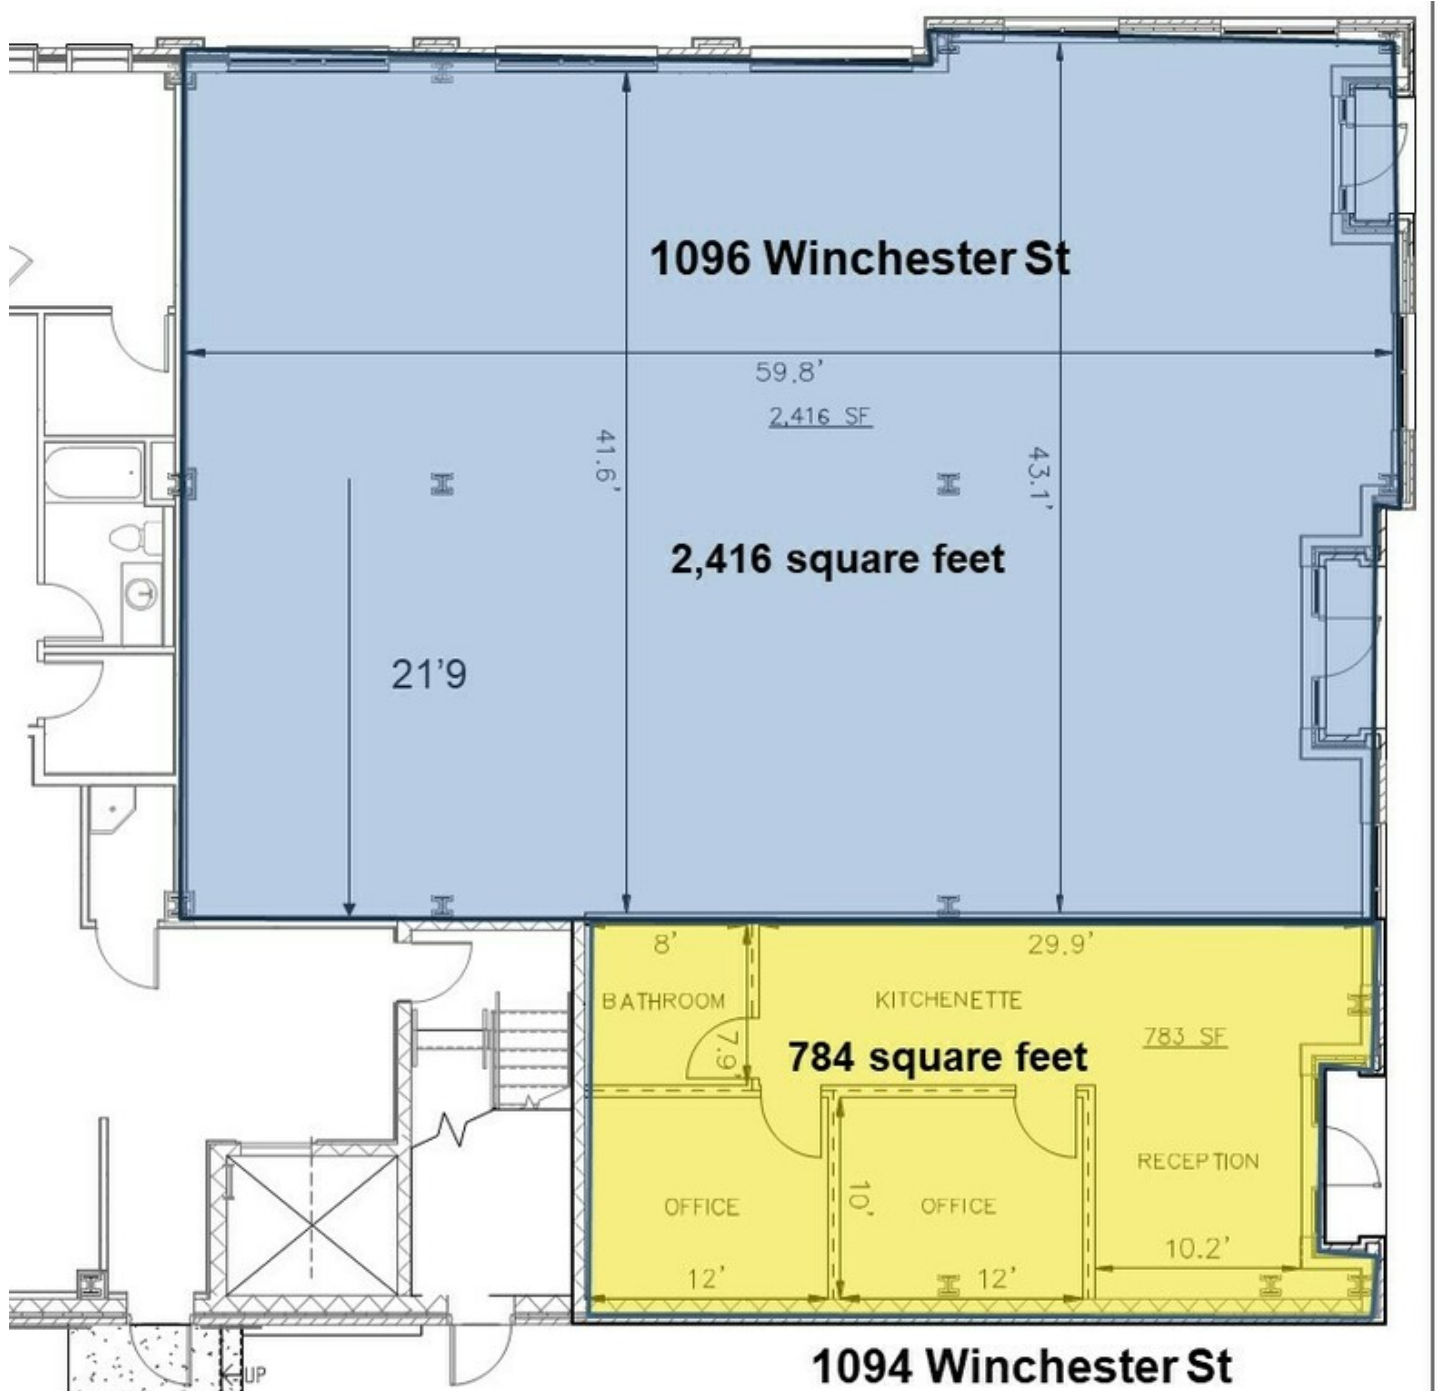 1096 Winchester St
59.8'
2,416 SF
41.6'
43.1'
2,416 square feet
21'9
8'
29.9'
BATHROOM
KITCHENETTE
7.9'
784 square feet
783 SF
RECEPTION
OFFICE
10'
OFFICE
10.2'
12'
12'
UP
1094 Winchester St